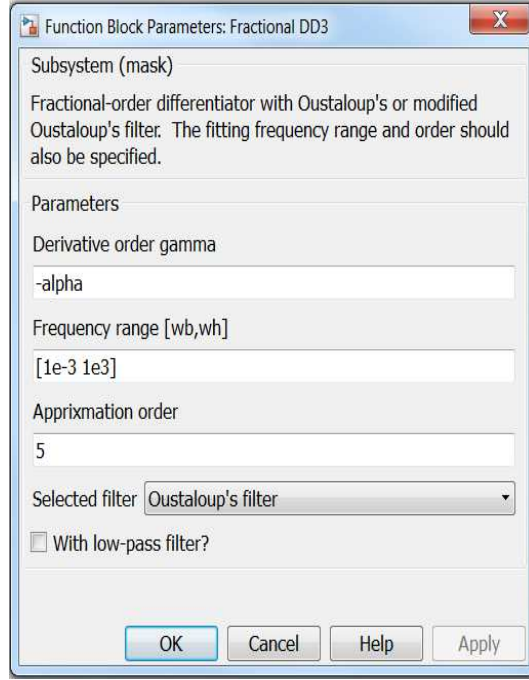 Function Block Parameters: Fractional DD3
Subsystem (mask)
Fractional-order differentiator with Oustaloup's or modified
Oustaloup's filter. The fitting frequency range and order should
also be specified.
Parameters
Derivative order gamma
-alpha
Frequency range [wb,wh]
[1e-3 1e3]
Apprixmation order
5
Selected filter Oustaloup's filter
With low-pass filter?
OK Cancel Help Apply